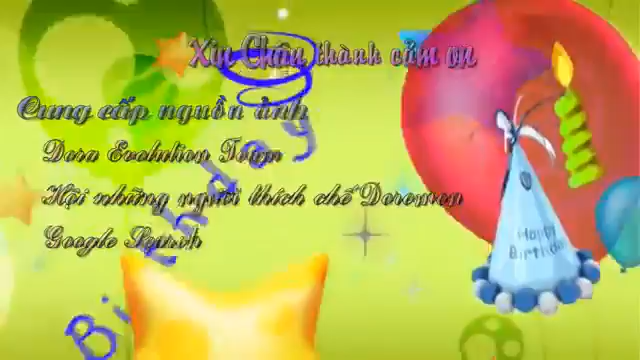 Xin Chân thành cảm ơn
Cung cấp nguồn ảnh
Dora Evolution Team
Hội những người thích chế Doremon
Google Search
Birthday
Happy
Birthday